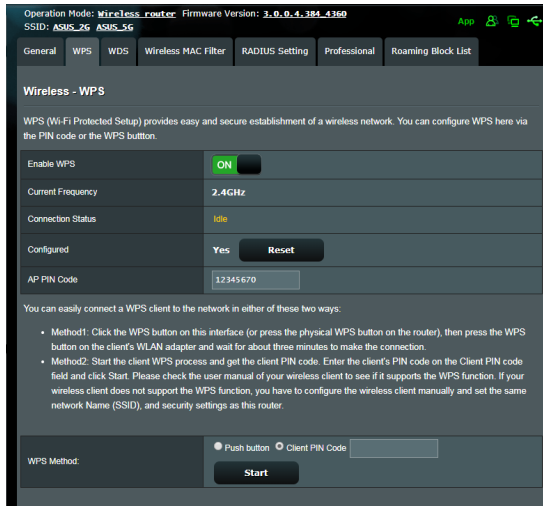 Operation Mode: Wireless router Firmware Version: 3.0.0.4.384_4360
SSID: ASUS_2G ASUS_5G
App
General WPS WDS Wireless MAC Filter RADIUS Setting Professional Roaming Block List
Wireless - WPS
WPS (Wi-Fi Protected Setup) provides easy and secure establishment of a wireless network. You can configure WPS here via
the PIN code or the WPS buttton.
Enable WPS ON
Current Frequency 2.4GHz
Connection Status Idle
Configured Yes Reset
AP PIN Code 12345670
You can easily connect a WPS client to the network in either of these two ways:
• Method1: Click the WPS button on this interface (or press the physical WPS button on the router), then press the WPS
button on the client's WLAN adapter and wait for about three minutes to make the connection.
• Method2: Start the client WPS process and get the client PIN code. Enter the client's PIN code on the Client PIN code
field and click Start. Please check the user manual of your wireless client to see if it supports the WPS function. If your
wireless client does not support the WPS function, you have to configure the wireless client manually and set the same
network Name (SSID), and security settings as this router.
WPS Method: Push button Client PIN Code
Start